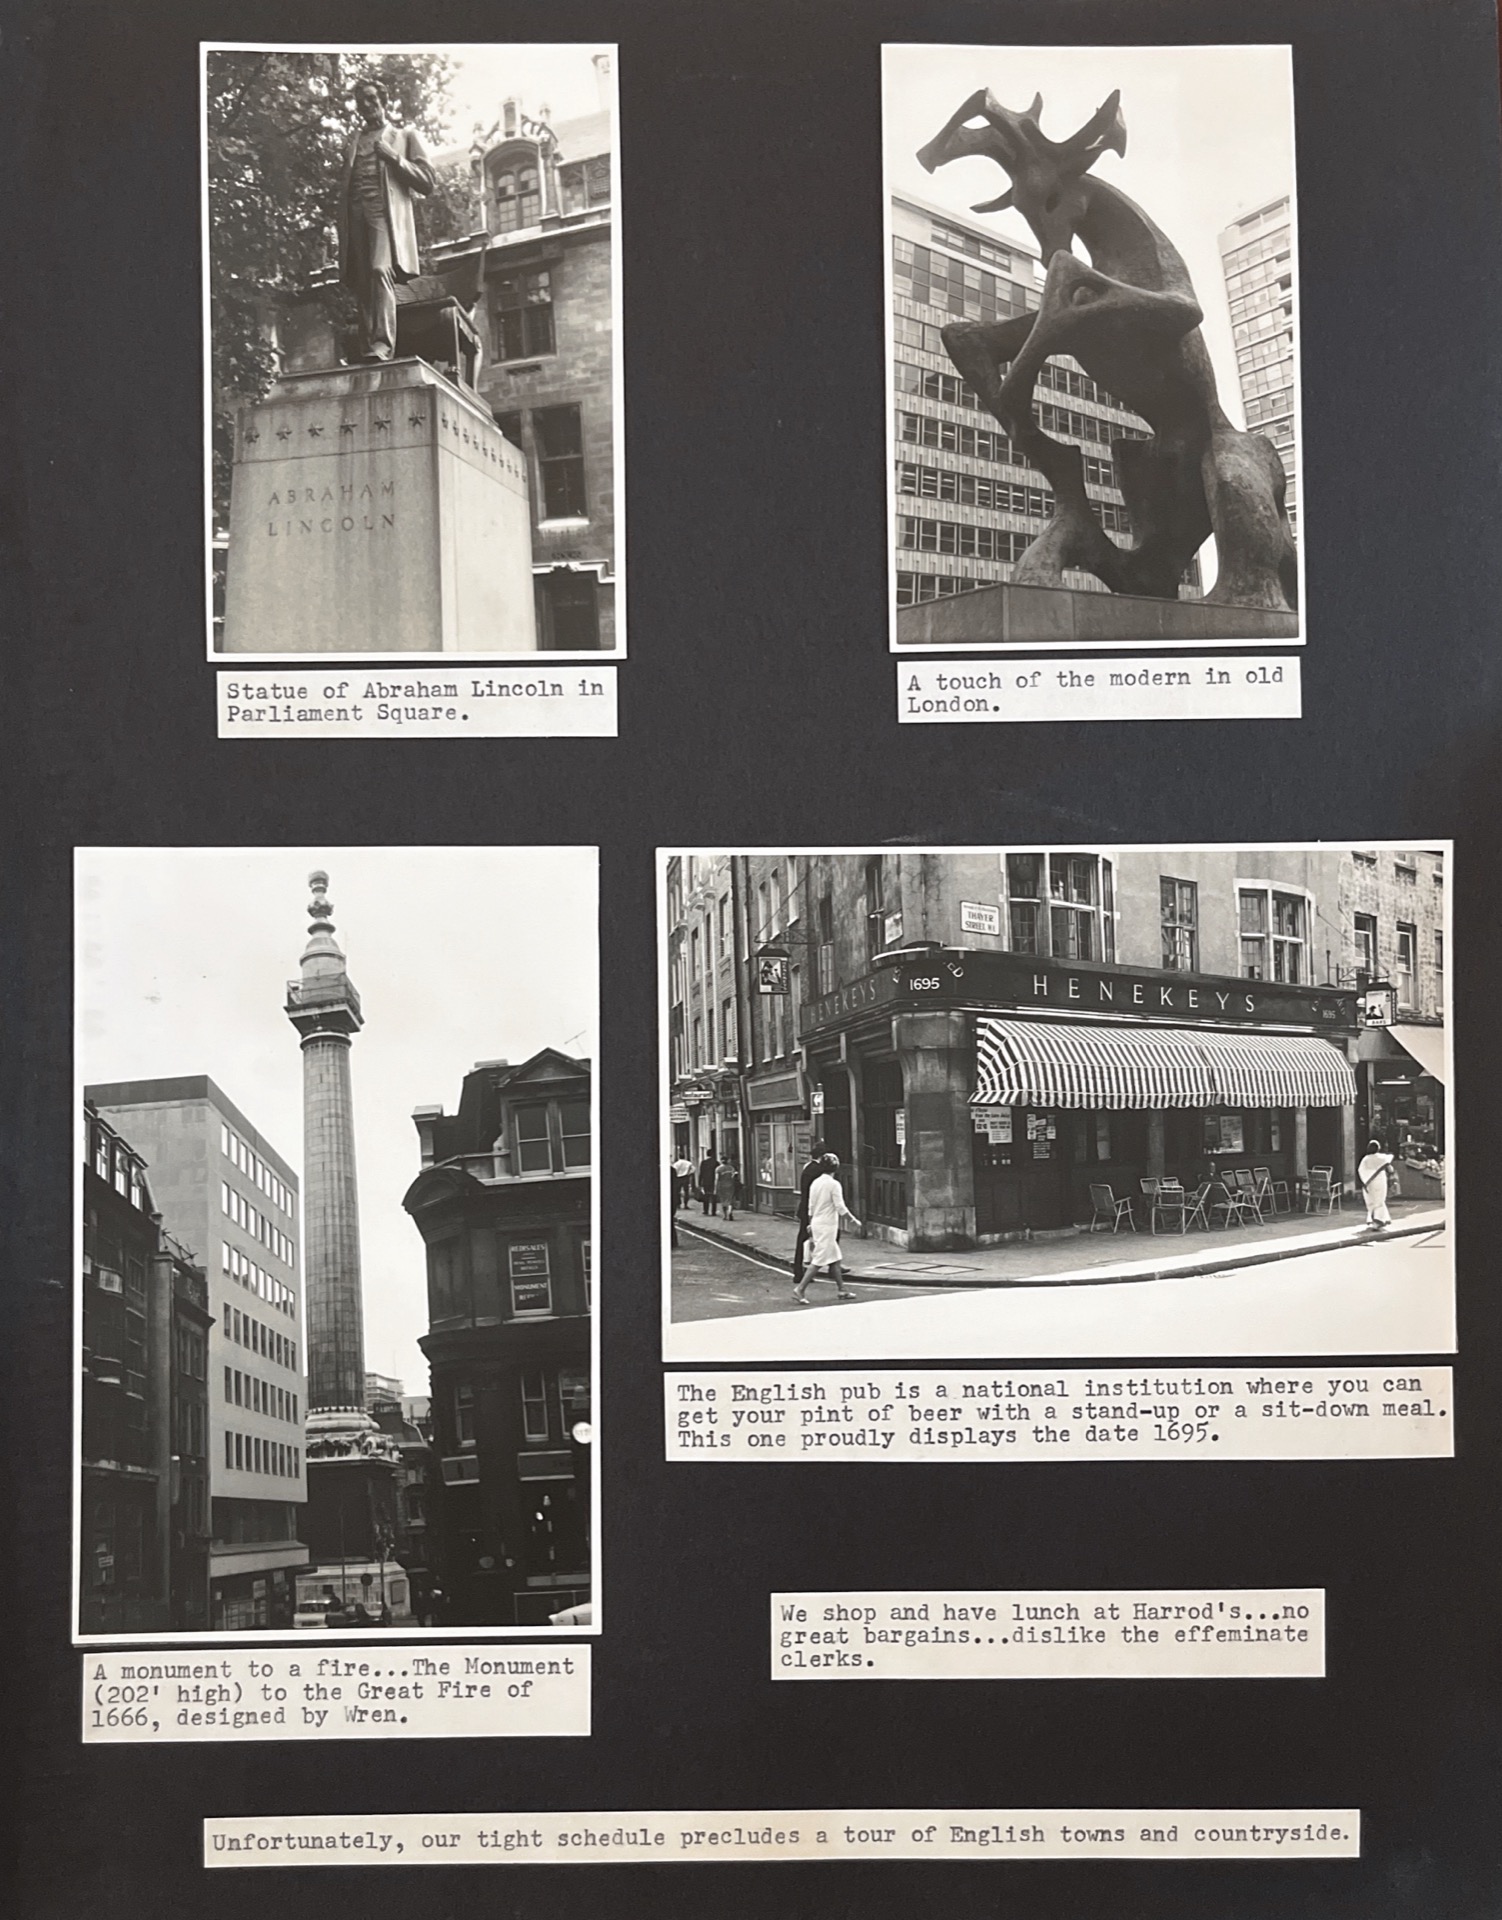 ABRAHAM
LINCOLN
Statue of Abraham Lincoln in
Parliament Square.
A touch of the modern in old
London.
THAYER
STREET W1
HENEKEYS
1695
HENEKEYS
1695
MONUMENT
A monument to a fire...The Monument
(202' high) to the Great Fire of
1666, designed by Wren.
The English pub is a national institution where you can
get your pint of beer with a stand-up or a sit-down meal.
This one proudly displays the date 1695.
We shop and have lunch at Harrod's...no
great bargains...dislike the effeminate
clerks.
Unfortunately, our tight schedule precludes a tour of English towns and countryside.